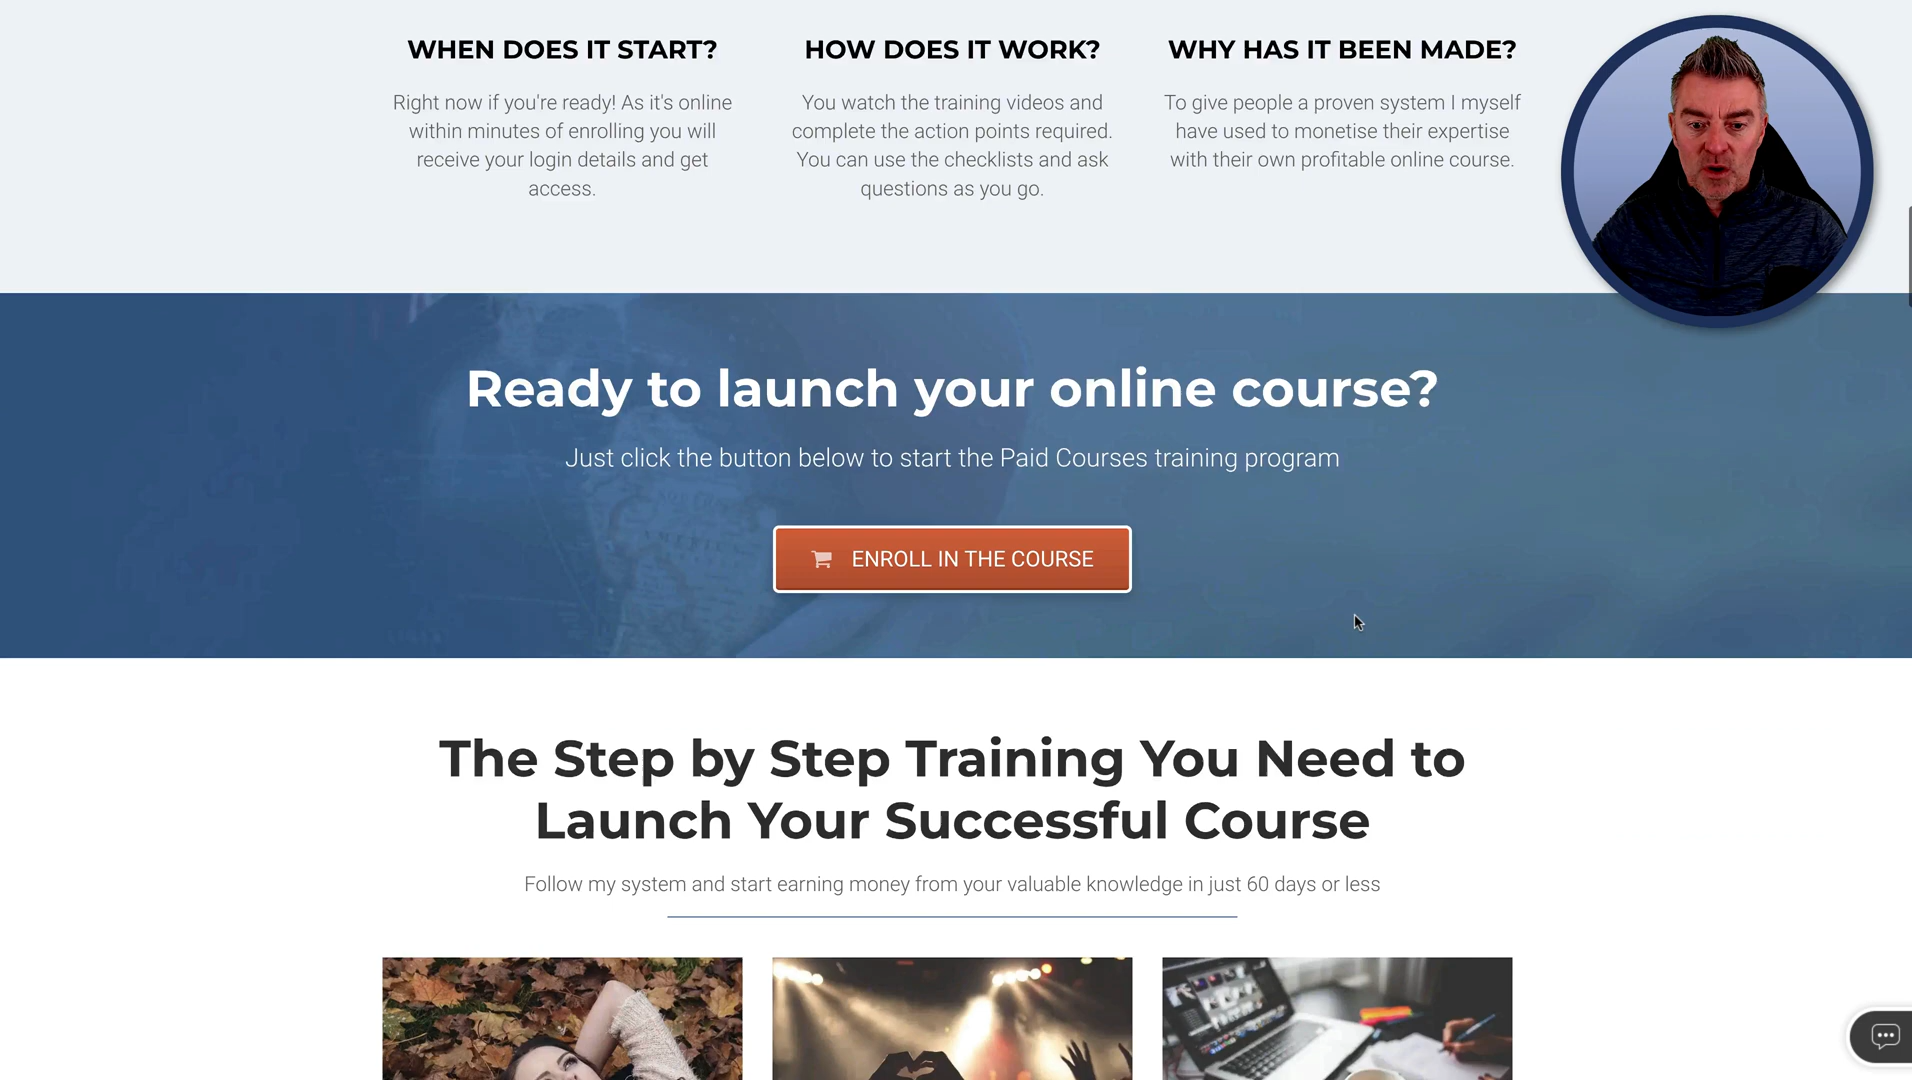 WHEN DOES IT START?
Right now if you're ready! As it's online
within minutes of enrolling you will
receive your login details and get
access.
HOW DOES IT WORK?
You watch the training videos and
complete the action points required.
You can use the checklists and ask
questions as you go.
WHY HAS IT BEEN MADE?
To give people a proven system I myself
have used to monetise their expertise
with their own profitable online course.
Ready to launch your online course?
Just click the button below to start the Paid Courses training program
ENROLL IN THE COURSE
The Step by Step Training You Need to
Launch Your Successful Course
Follow my system and start earning money from your valuable knowledge in just 60 days or less